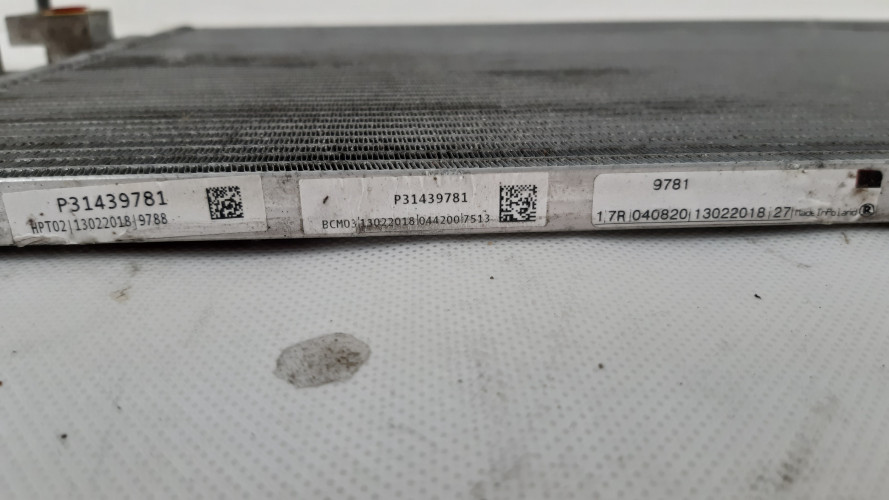 P31439781
HPT02|13022018|9788
P31439781
BCM03|13022018|044200|7513
9781
1,7R|040820|13022018|27|Made In Poland ®